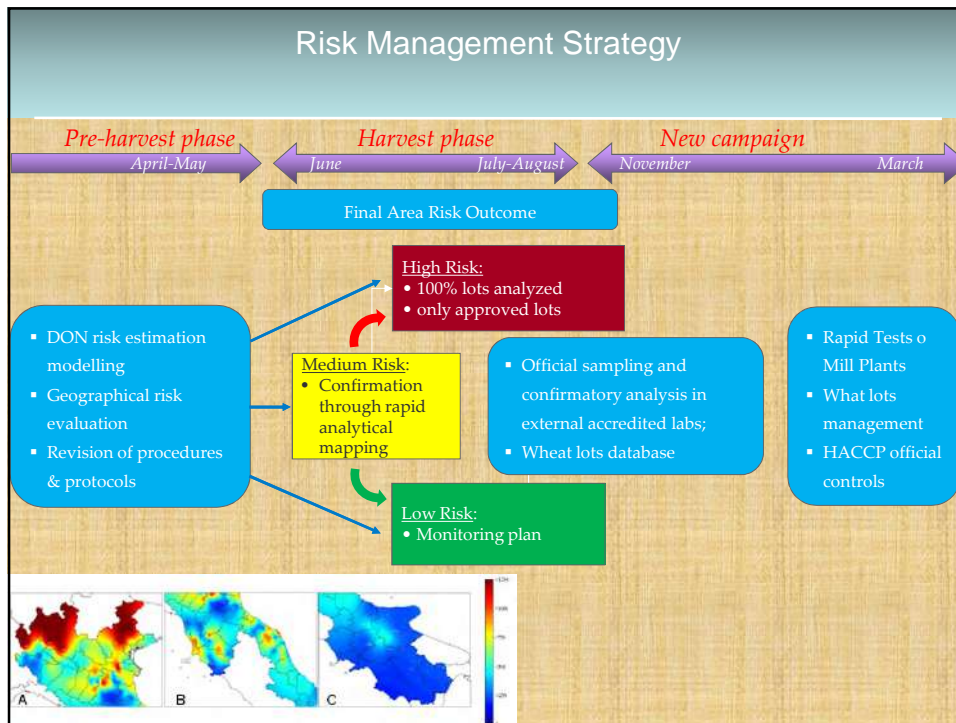 Risk Management Strategy
Pre-harvest phase
Harvest phase
New campaign
April-May
June
July-August
November
March
Final Area Risk Outcome
▪ DON risk estimation
modelling
▪ Geographical risk
evaluation
▪ Revision of procedures
& protocols
High Risk:
• 100% lots analyzed
• only approved lots
Medium Risk:
• Confirmation
through rapid
analytical
mapping
Low Risk:
• Monitoring plan
▪ Official sampling and
confirmatory analysis in
external accredited labs;
▪ Wheat lots database
▪ Rapid Tests o
Mill Plants
▪ What lots
management
▪ HACCP official
controls
A
B
C